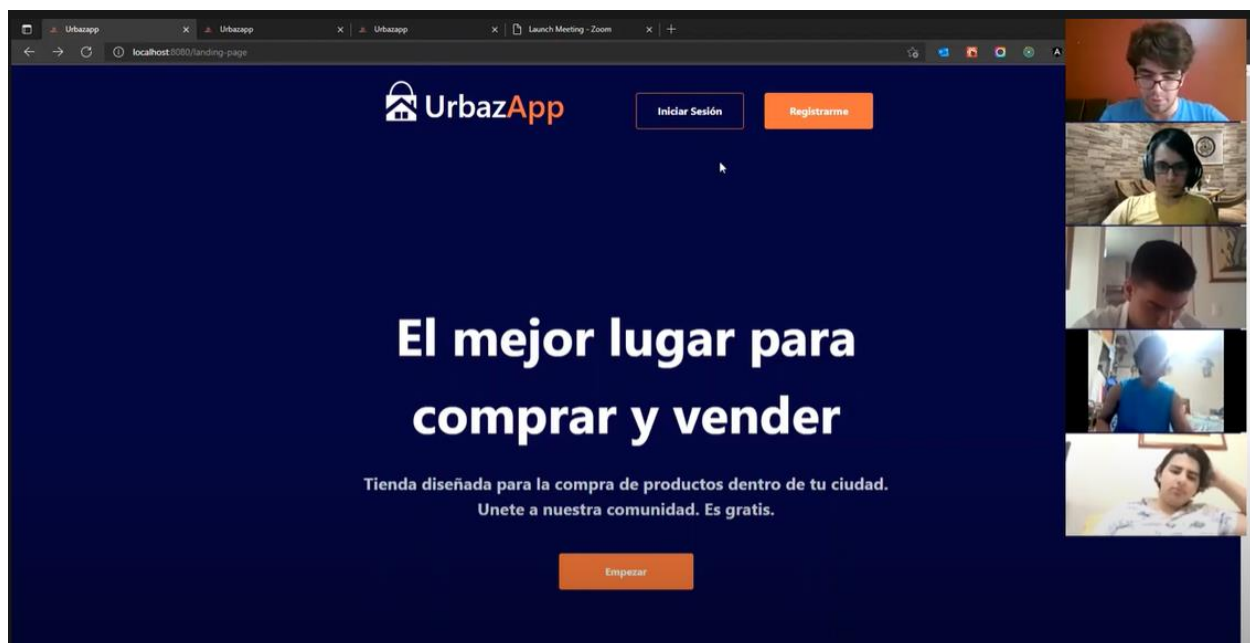 Urbazapp
Urbazapp
Urbazapp
Launch Meeting - Zoom
localhost:8080/landing-page
UrbazApp
Iniciar Sesión
Registrarme
El mejor lugar para
comprar y vender
Tienda diseñada para la compra de productos dentro de tu ciudad.
Unete a nuestra comunidad. Es gratis.
Empezar